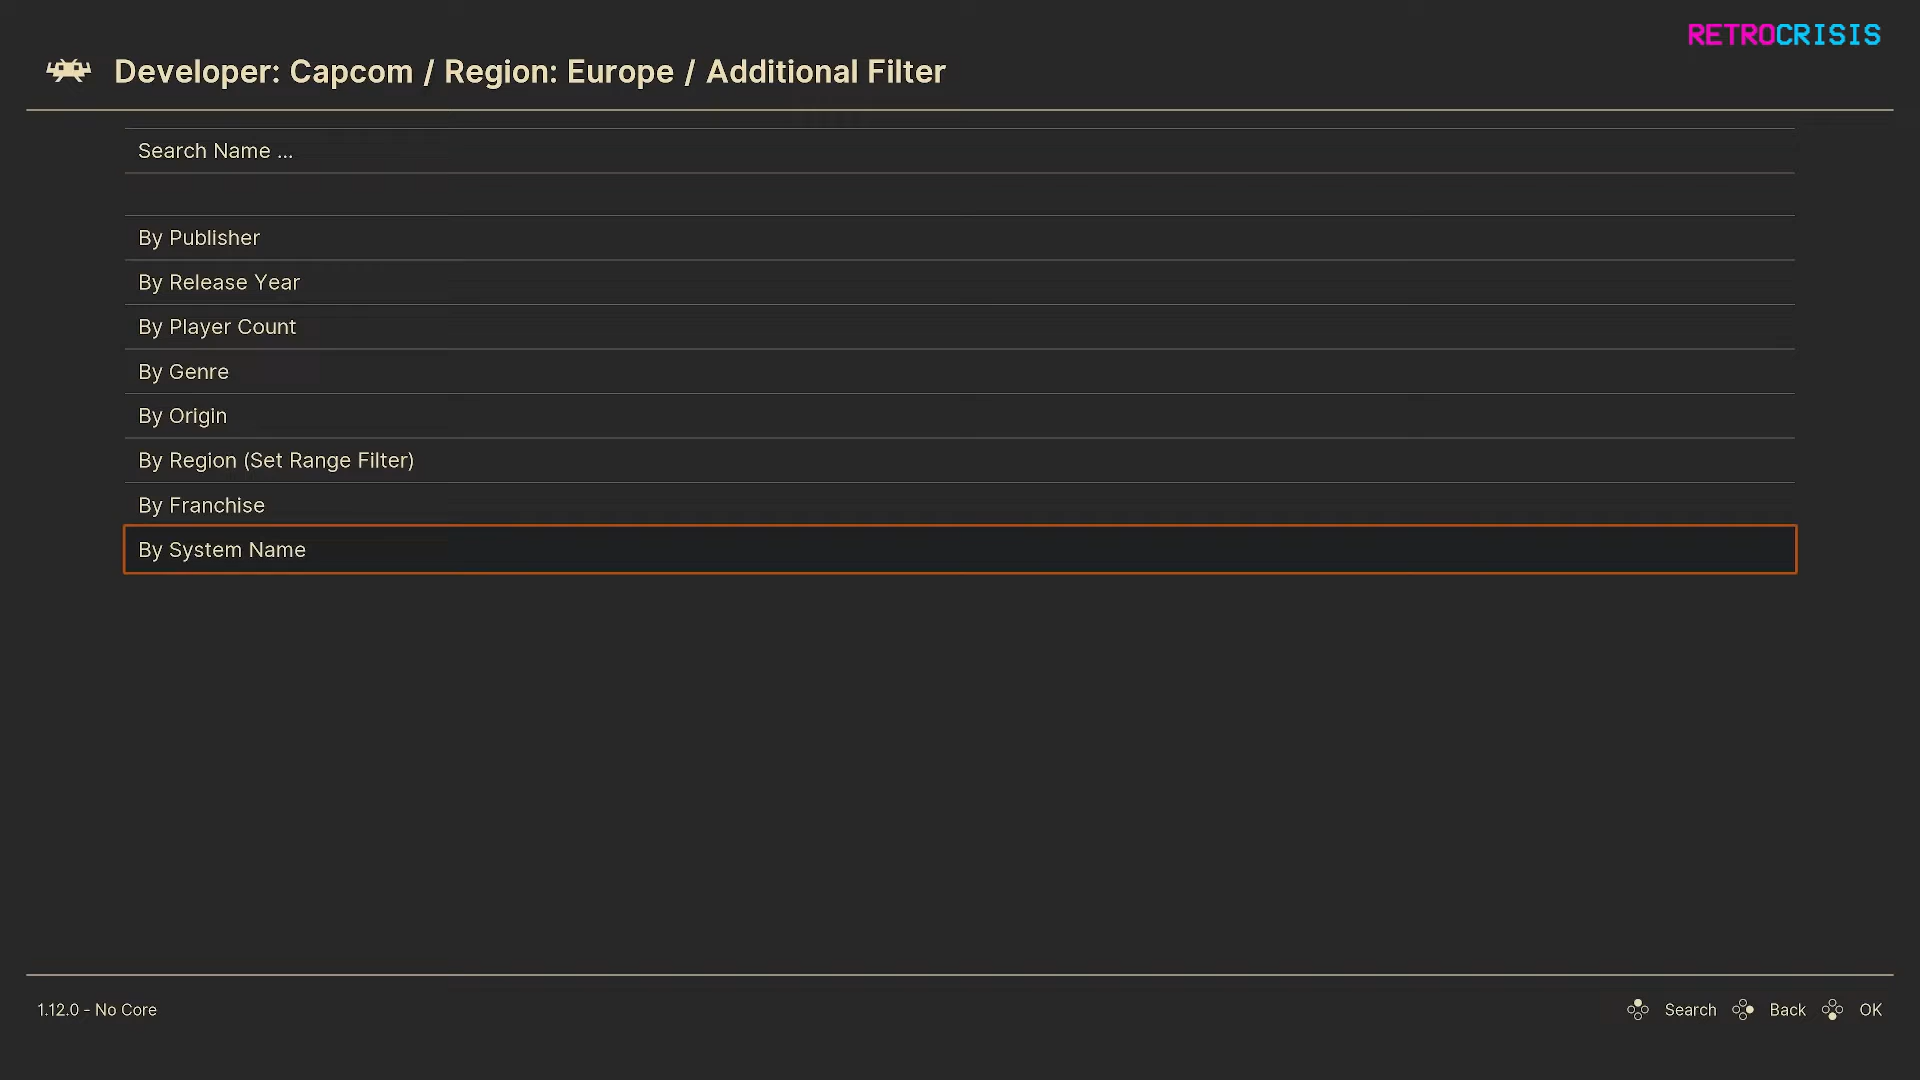 RETROCRISIS
Developer: Capcom / Region: Europe / Additional Filter
Search Name ...
By Publisher
By Release Year
By Player Count
By Genre
By Origin
By Region (Set Range Filter)
By Franchise
By System Name
1.12.0 - No Core
Search Back OK